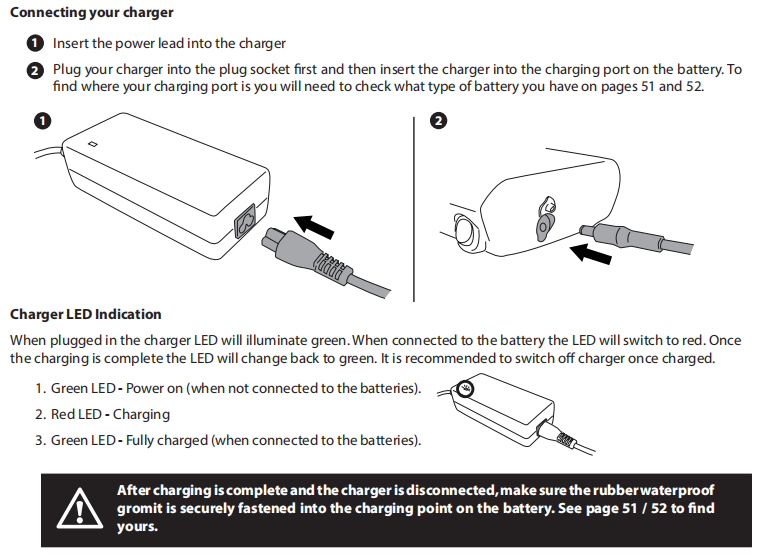 Connecting your charger
1 Insert the power lead into the charger
2 Plug your charger into the plug socket first and then insert the charger into the charging port on the battery. To
find where your charging port is you will need to check what type of battery you have on pages 51 and 52.
1
2
Charger LED Indication
When plugged in the charger LED will illuminate green. When connected to the battery the LED will switch to red. Once
the charging is complete the LED will change back to green. It is recommended to switch off charger once charged.
1. Green LED - Power on (when not connected to the batteries).
2. Red LED - Charging
3. Green LED - Fully charged (when connected to the batteries).
After charging is complete and the charger is disconnected, make sure the rubber waterproof
gromit is securely fastened into the charging point on the battery. See page 51 / 52 to find
yours.